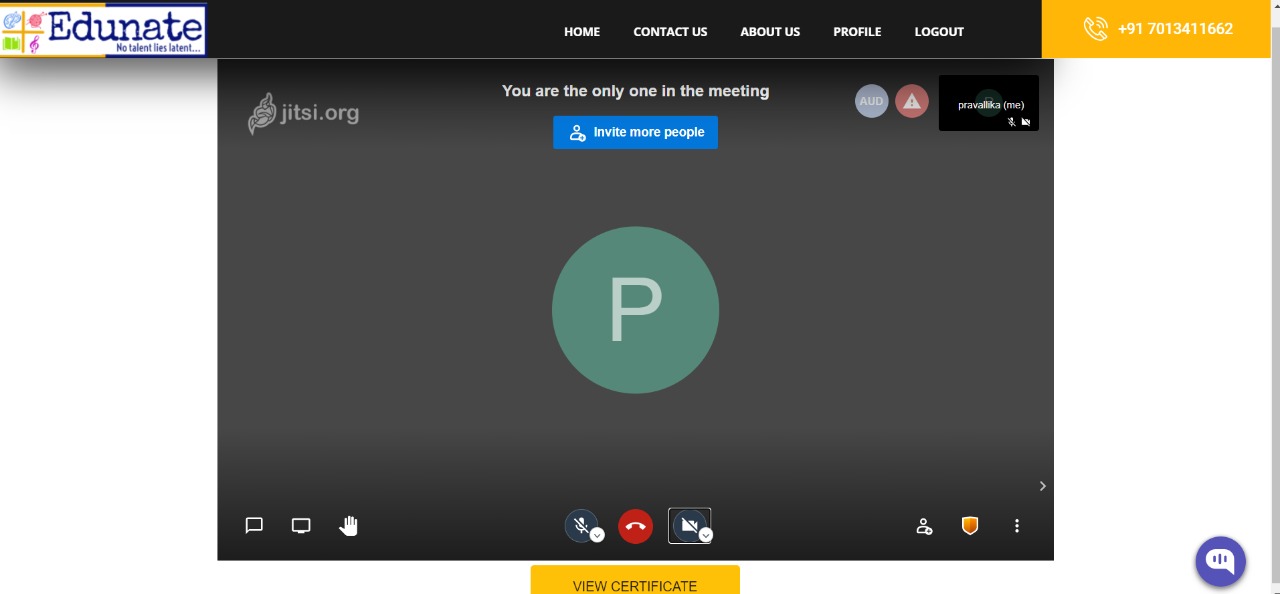 Edunate
No talent lies latent...
HOME CONTACT US ABOUT US PROFILE LOGOUT
+91 7013411662
jitsi.org
You are the only one in the meeting
Invite more people
AUD
pravallika (me)
P
VIEW CERTIFICATE